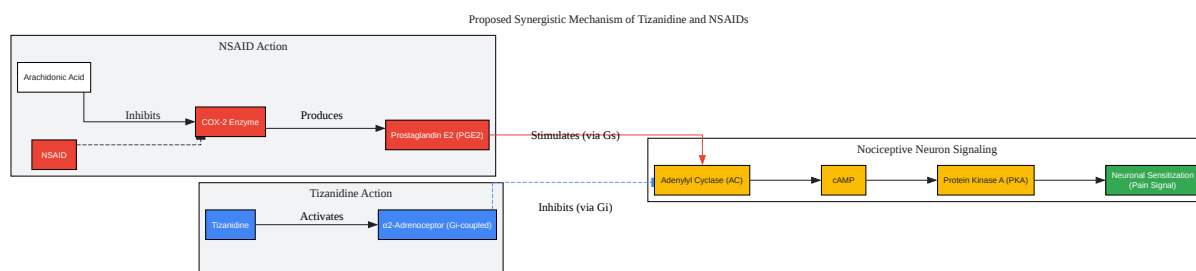 Proposed Synergistic Mechanism of Tizanidine and NSAIDs
NSAID Action
Arachidonic Acid
Inhibits
COX-2 Enzyme
Produces
Prostaglandin E2 (PGE2)
NSAID
Stimulates (via Gs)
Nociceptive Neuron Signaling
Adenylyl Cyclase (AC)
cAMP
Protein Kinase A (PKA)
Neuronal Sensitization
(Pain Signal)
Tizanidine Action
Tizanidine
Activates
α2-Adrenoceptor (Gi-coupled)
Inhibits (via Gi)